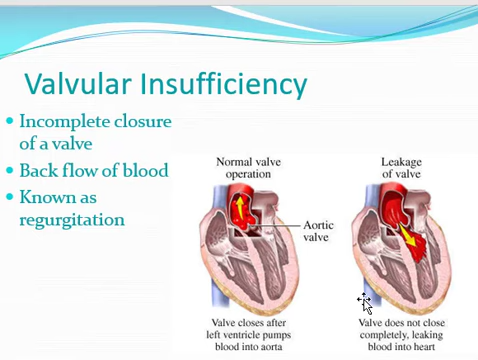 Valvular Insufficiency
Incomplete closure
of a valve
Back flow of blood
Known as
regurgitation
Normal valve
operation
Aortic
valve
Valve closes after
left ventricle pumps
blood into aorta
Leakage
of valve
Valve does not close
completely, leaking
blood into heart